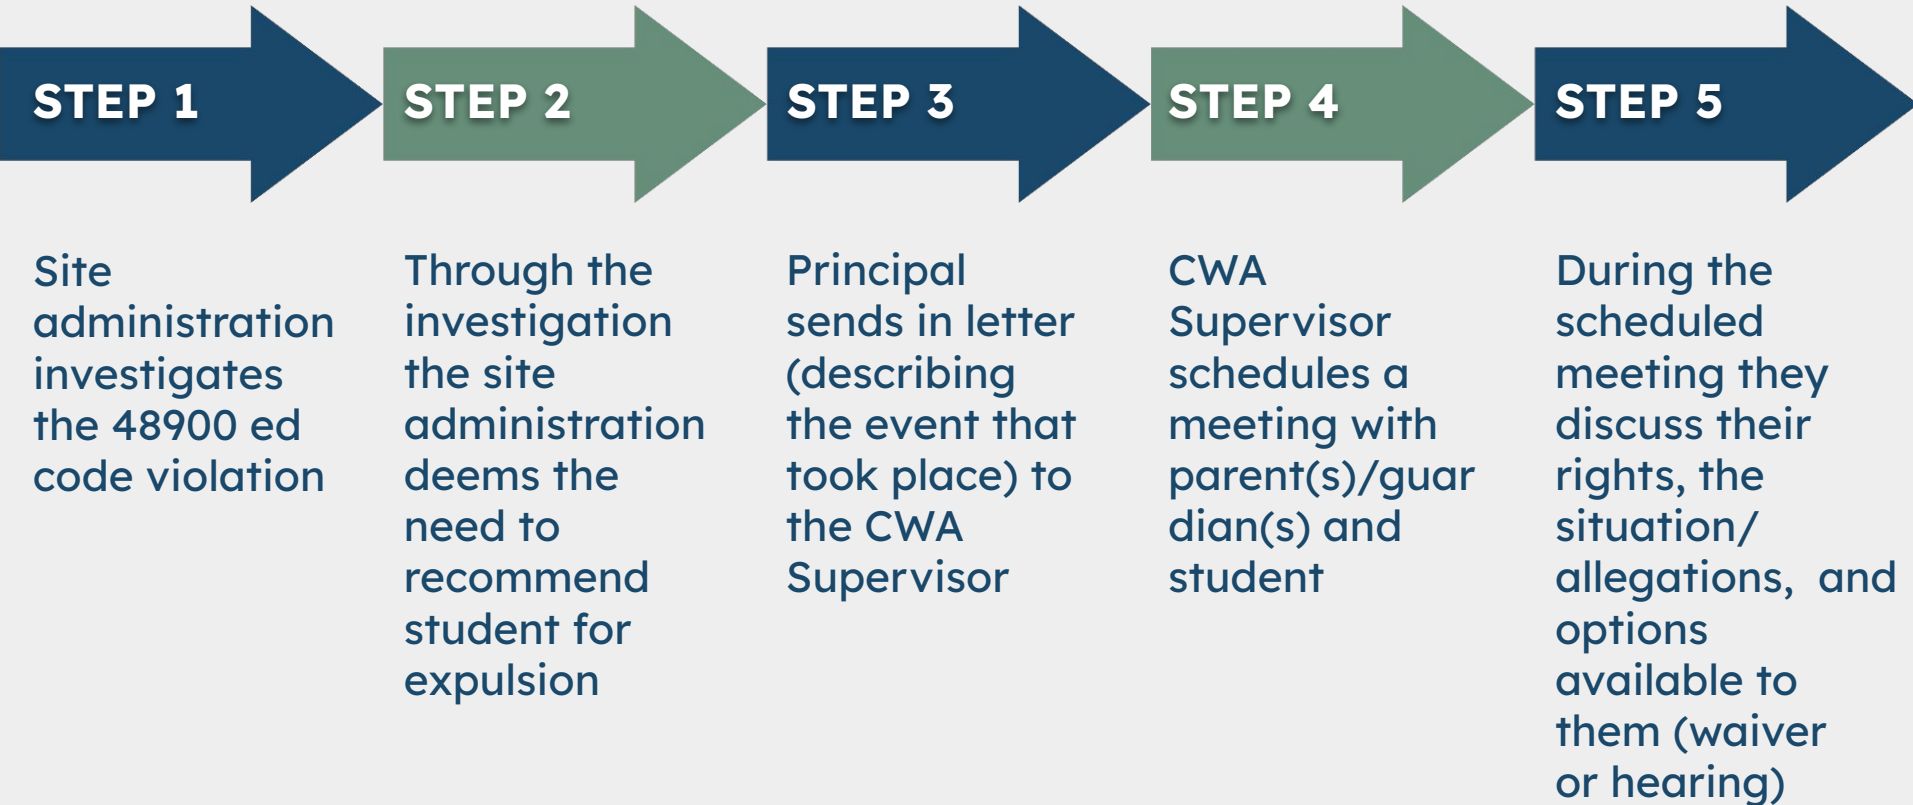 STEP 1
Site
administration
investigates
the 48900 ed
code violation
STEP 2
Through the
investigation
the site
administration
deems the
need to
recommend
student for
expulsion
STEP 3
Principal
sends in letter
(describing
the event that
took place) to
the CWA
Supervisor
STEP 4
CWA
Supervisor
schedules a
meeting with
parent(s)/guar
dian(s) and
student
STEP 5
During the
scheduled
meeting they
discuss their
rights, the
situation/
allegations,  and
options
available to
them (waiver
or hearing)